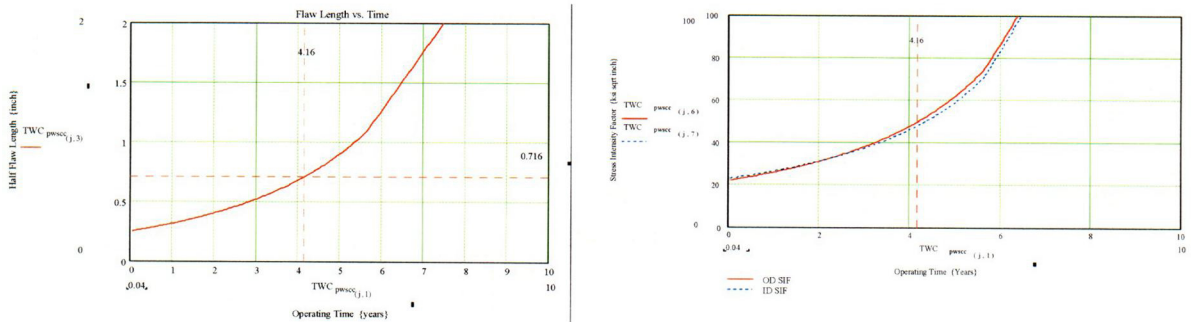 Flaw Length vs. Time
2
2
4.16
1.5
Half Flaw Length {inch}
TWC pwscc (j,3)
1
0.716
0.5
0
0
0 1 2 3 4 5 6 7 8 9 10
.0.04.
TWC pwscc (j,1)
10
Operating Time {years}
100
100
4.16
80
Stress Intensity Factor {ksi sqrt inch}
TWC pwscc (j,6)
TWC pwscc (j,7)
60
40
20
0
0
0 2 4 6 8 10
.0.04.
TWC pwscc (j,1)
10
Operating Time {Years}
OD SIF
ID SIF